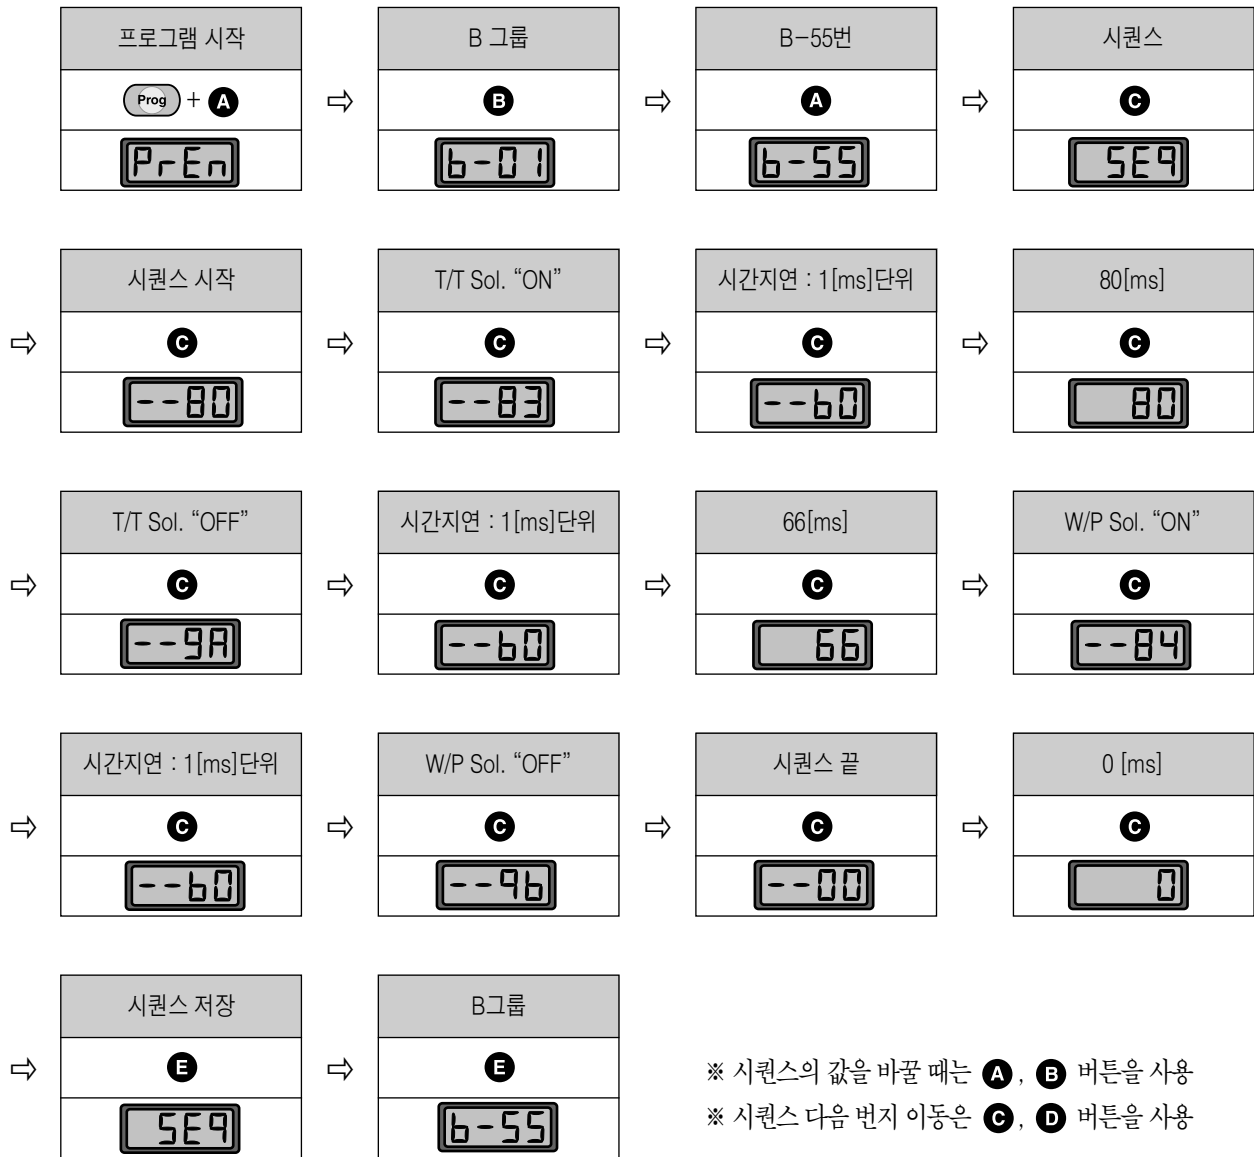 프로그램 시작
Prog + A
PrEn
B 그룹
B
b-01
B-55번
A
b-55
시퀀스
C
SEq
시퀀스 시작
C
--80
T/T Sol. “ON”
C
--83
시간지연 : 1[ms]단위
C
--b0
80[ms]
C
80
T/T Sol. “OFF”
C
--9A
시간지연 : 1[ms]단위
C
--b0
66[ms]
C
66
W/P Sol. “ON”
C
--84
시간지연 : 1[ms]단위
C
--b0
W/P Sol. “OFF”
C
--9b
시퀀스 끝
C
--00
0 [ms]
C
0
시퀀스 저장
E
SEq
B그룹
E
b-55
※ 시퀀스의 값을 바꿀 때는 A, B 버튼을 사용
※ 시퀀스 다음 번지 이동은 C, D 버튼을 사용